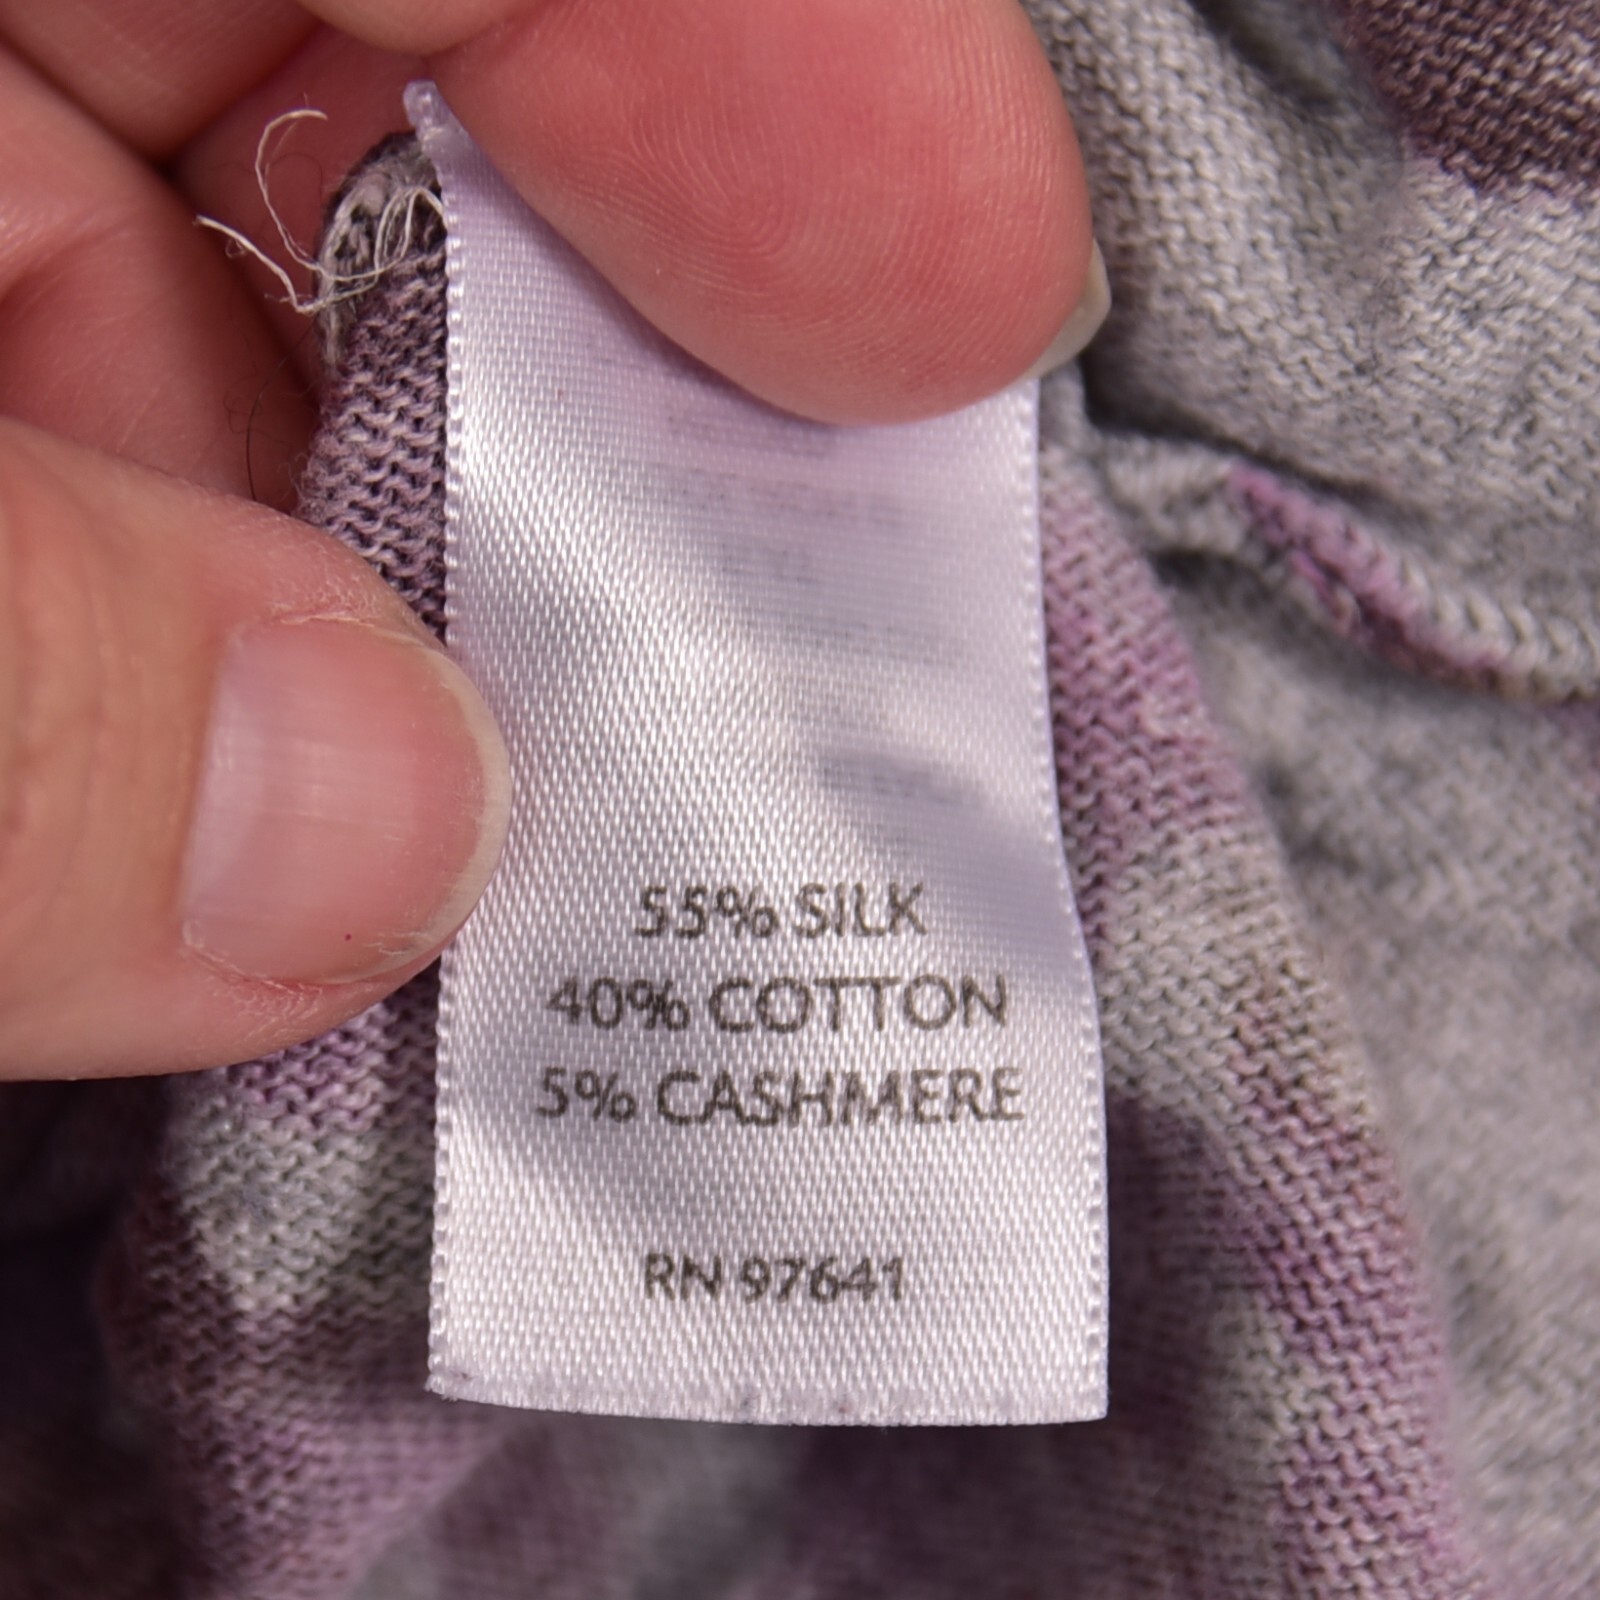 55% SILK
40% COTTON
5% CASHMERE
RN 97641